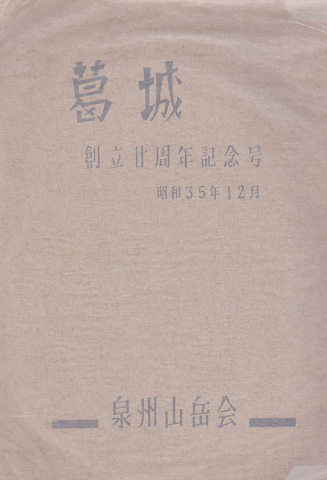 葛城
創立廿周年記念号
昭和35年12月
泉州山岳会